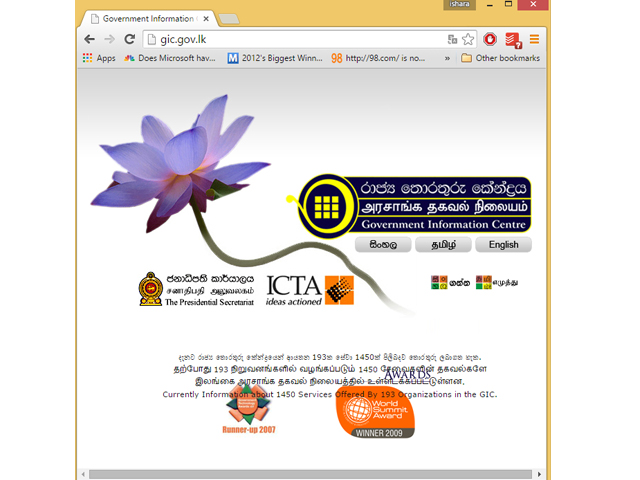 ishara
Government Information
gic.gov.lk
Apps Does Microsoft hav... 2012's Biggest Winn... 98 http://98.com/ is no... » Other bookmarks
රාජ්‍ය තොරතුරු කේන්ද්‍රය
அரசாங்க தகவல் நிலையம்
Government Information Centre
සිංහල தமிழ் English
ජනාධිපති කාර්යාලය
சனாதிபதி அலுவலகம்
The Presidential Secretariat
ICTA
ideas actioned
எழுத்து
දැනට රාජ්‍ය තොරතුරු කේන්ද්‍රයෙන් ආයතන 193ක සේවා 1450ක් පිලිබදව තොරතුරු ලබාගත හැක.
AWARDS
தற்போது 193 நிறுவனங்களில் வழங்கப்படும் 1450 சேவைகளின் தகவல்களே
இலங்கை அரசாங்க தகவல் நிலையத்தில் உள்ளடக்கப்பட்டுள்ளன.
Currently Information about 1450 Services Offered By 193 Organizations in the GIC.
Runner-up 2007
World
Summit
Award
WINNER 2009